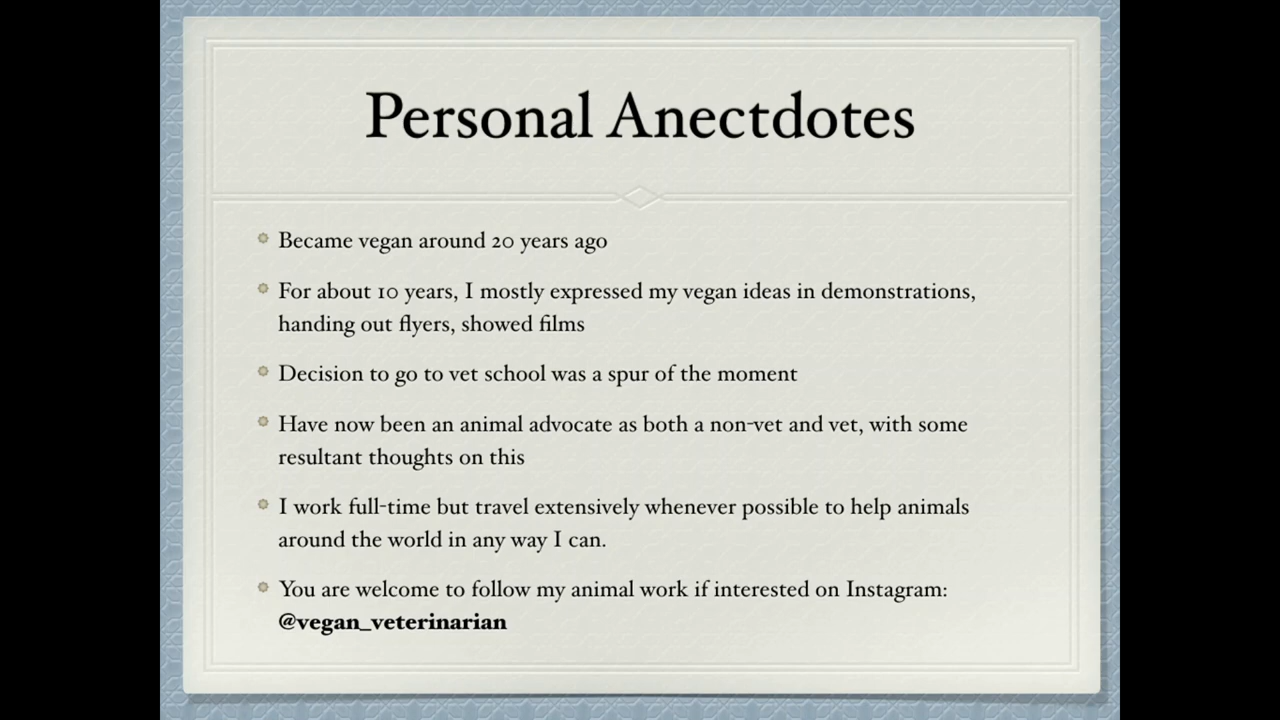 Personal Anectdotes
Became vegan around 20 years ago
For about 10 years, I mostly expressed my vegan ideas in demonstrations,
handing out flyers, showed films
Decision to go to vet school was a spur of the moment
Have now been an animal advocate as both a non-vet and vet, with some
resultant thoughts on this
I work full-time but travel extensively whenever possible to help animals
around the world in any way I can.
You are welcome to follow my animal work if interested on Instagram:
@vegan_veterinarian